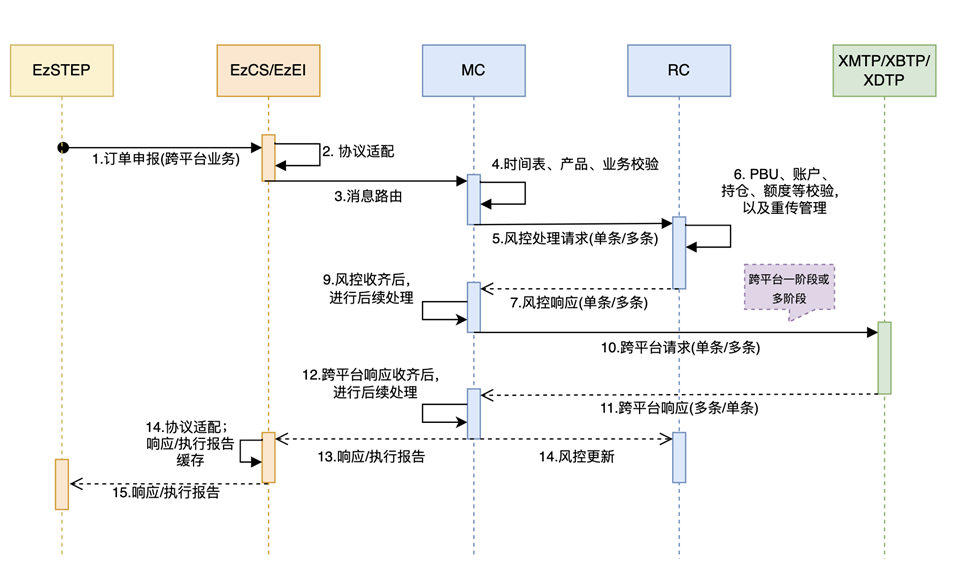 EzSTEP
EzCS/EzEI
MC
RC
XMTP/XBTP/
XDTP
1.订单申报(跨平台业务)
2. 协议适配
3.消息路由
4.时间表、产品、业务校验
5.风控处理请求(单条/多条)
6. PBU、账户、
持仓、额度等校验,
以及重传管理
7.风控响应(单条/多条)
9.风控收齐后,
进行后续处理
跨平台一阶段或
多阶段
10.跨平台请求(单条/多条)
11.跨平台响应(多条/单条)
12.跨平台响应收齐后,
进行后续处理
13.响应/执行报告
14.风控更新
14.协议适配；
响应/执行报告
缓存
15.响应/执行报告